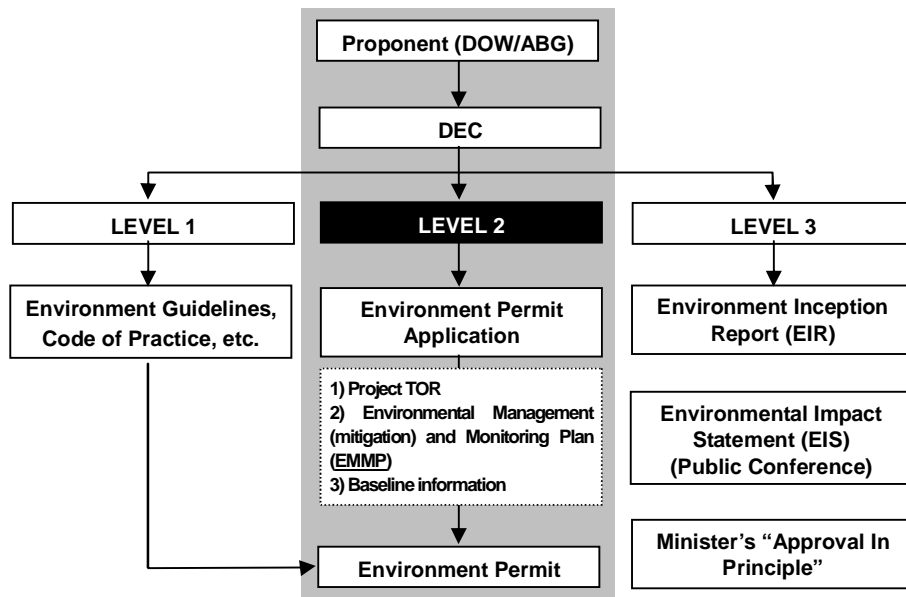 Proponent (DOW/ABG)
DEC
LEVEL 1
LEVEL 2
LEVEL 3
Environment Guidelines,
Code of Practice, etc.
Environment Permit
Application
Environment Inception
Report (EIR)
1) Project TOR
2) Environmental Management
(mitigation) and Monitoring Plan
(EMMP)
3) Baseline information
Environmental Impact
Statement (EIS)
(Public Conference)
Environment Permit
Minister’s “Approval In
Principle”